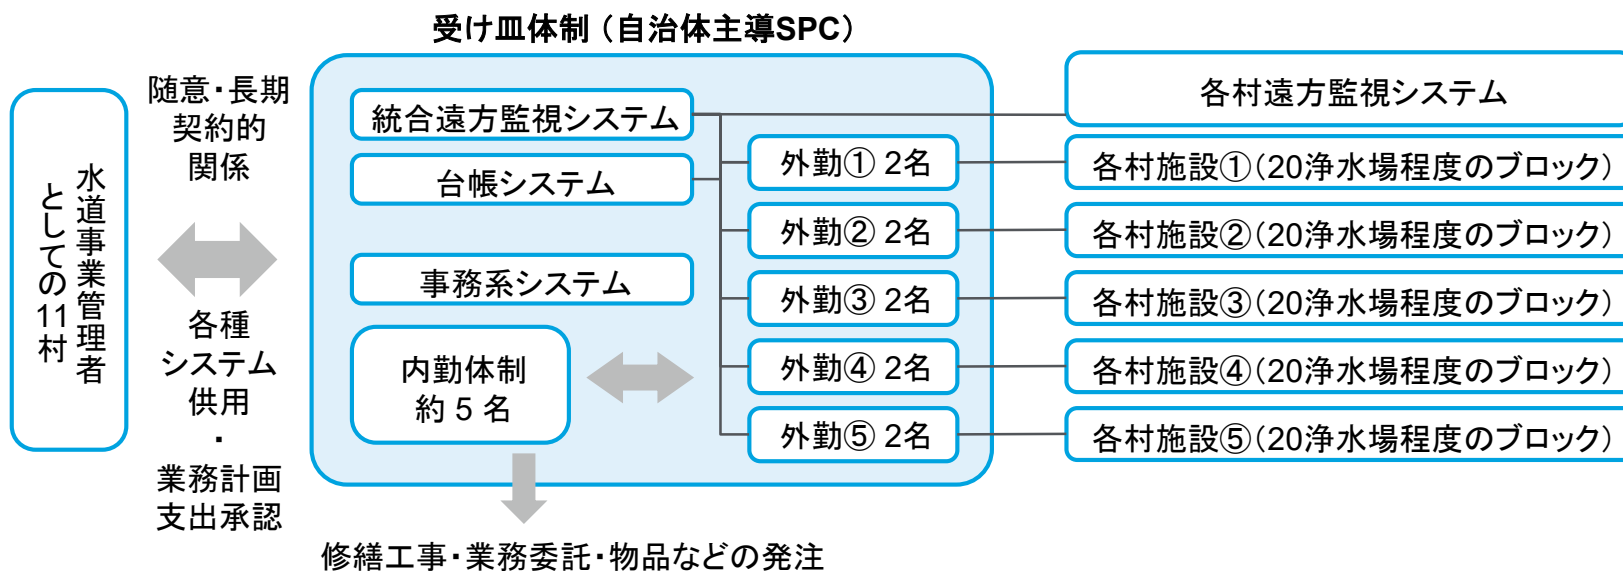 受け皿体制（自治体主導SPC）
水道事業管理者
としての11村
随意・長期
契約的
関係
各種
システム
供用
・
業務計画
支出承認
統合遠方監視システム
台帳システム
事務系システム
内勤体制
約 5 名
外勤① 2名
外勤② 2名
外勤③ 2名
外勤④ 2名
外勤⑤ 2名
各村遠方監視システム
各村施設①（20浄水場程度のブロック）
各村施設②（20浄水場程度のブロック）
各村施設③（20浄水場程度のブロック）
各村施設④（20浄水場程度のブロック）
各村施設⑤（20浄水場程度のブロック）
修繕工事・業務委託・物品などの発注